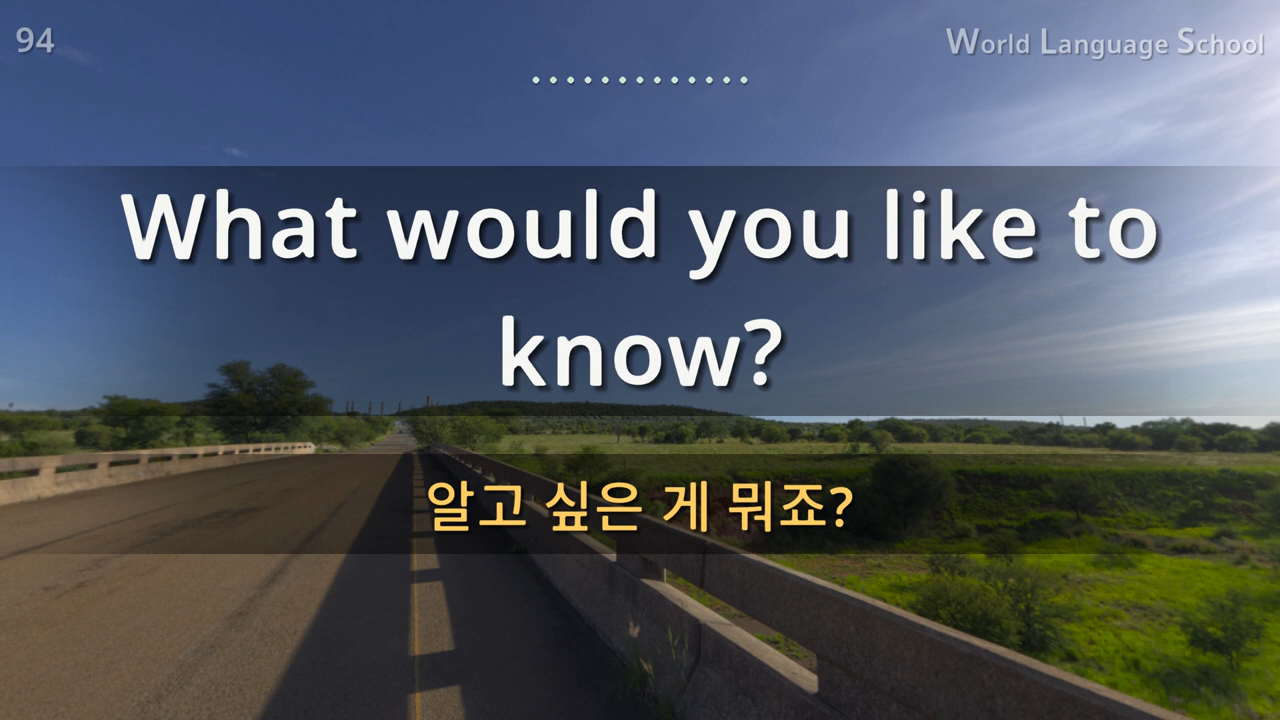 94
World Language School
What would you like to
know?
알고 싶은 게 뭐죠?